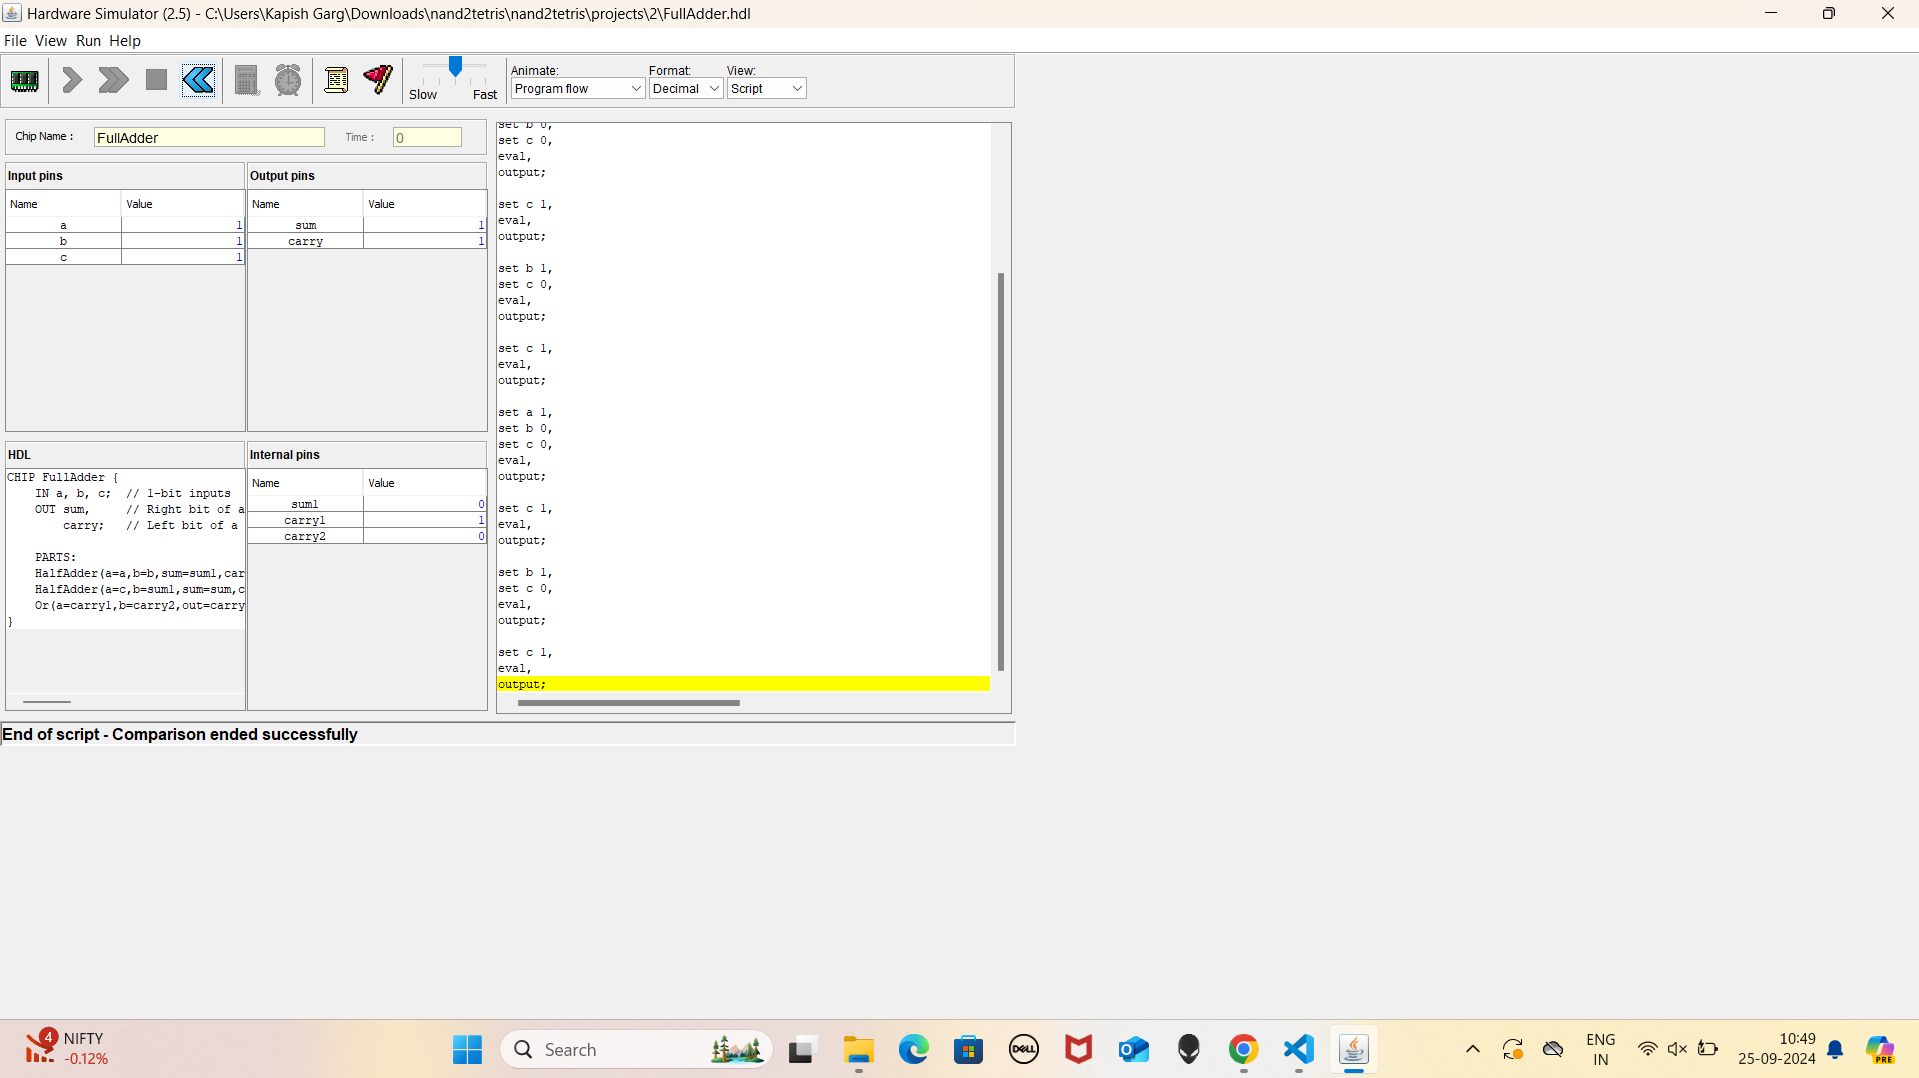 Hardware Simulator (2.5) - C:\Users\Kapish Garg\Downloads\nand2tetris\nand2tetris\projects\2\FullAdder.hdl
File View Run Help
Slow Fast
Animate: Format: View:
Program flow Decimal Script
Chip Name : FullAdder Time : 0
Input pins
Name Value
a 1
b 1
c 1
Output pins
Name Value
sum 1
carry 1
HDL
CHIP FullAdder {
IN a, b, c; // 1-bit inputs
OUT sum, // Right bit of a
carry; // Left bit of a
PARTS:
HalfAdder(a=a,b=b,sum=sum1,car
HalfAdder(a=c,b=sum1,sum=sum,c
Or(a=carry1,b=carry2,out=carry
}
Internal pins
Name Value
sum1 0
carry1 1
carry2 0
set b 0,
set c 0,
eval,
output;
set c 1,
eval,
output;
set b 1,
set c 0,
eval,
output;
set c 1,
eval,
output;
set a 1,
set b 0,
set c 0,
eval,
output;
set c 1,
eval,
output;
set b 1,
set c 0,
eval,
output;
set c 1,
eval,
output;
End of script - Comparison ended successfully
4
NIFTY
-0.12%
Search
DELL
ENG
IN
10:49
25-09-2024
PRE